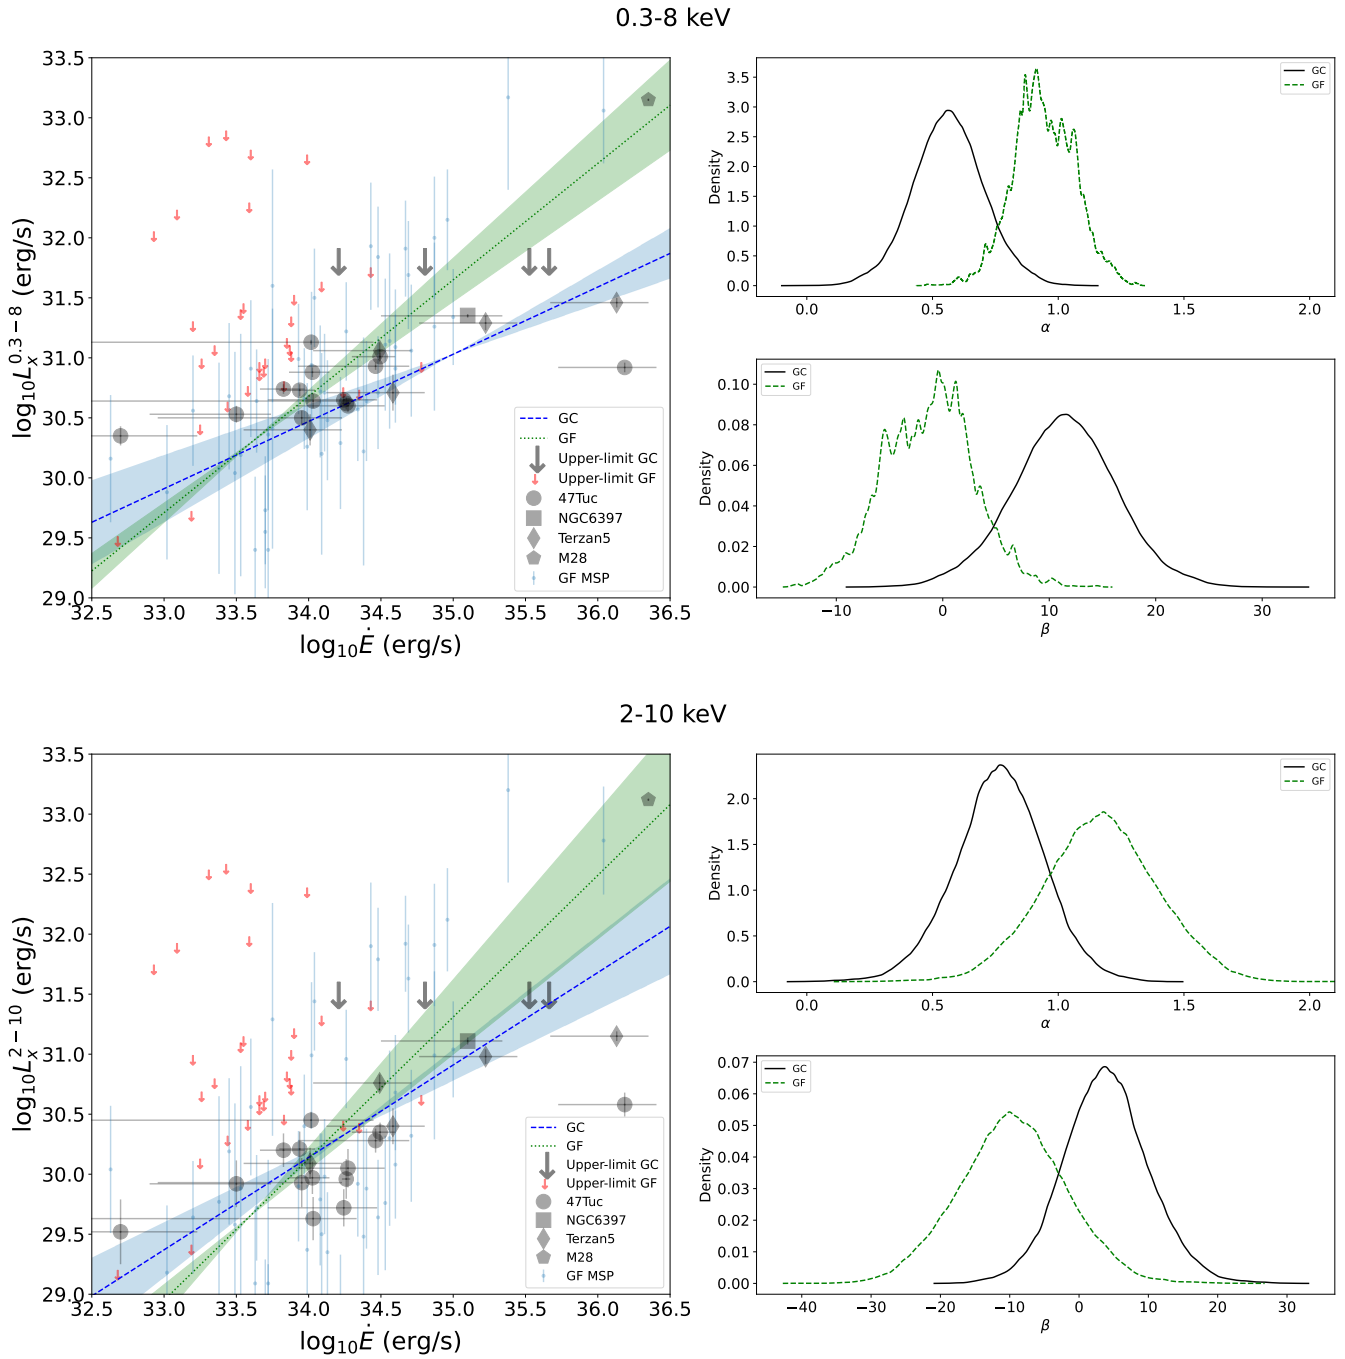 0.3-8 keV
log₁₀Lₓ^0.3−8 (erg/s)
33.5
33.0
32.5
32.0
31.5
31.0
30.5
30.0
29.5
29.0
GC
GF
Upper-limit GC
Upper-limit GF
47Tuc
NGC6397
Terzan5
M28
GF MSP
32.5 33.0 33.5 34.0 34.5 35.0 35.5 36.0 36.5
log₁₀Ė (erg/s)
Density
3.5
3.0
2.5
2.0
1.5
1.0
0.5
0.0
GC
GF
0.0 0.5 1.0 1.5 2.0
α
Density
0.10
0.08
0.06
0.04
0.02
0.00
GC
GF
−10 0 10 20 30
β
2-10 keV
log₁₀Lₓ^2−10 (erg/s)
33.5
33.0
32.5
32.0
31.5
31.0
30.5
30.0
29.5
29.0
GC
GF
Upper-limit GC
Upper-limit GF
47Tuc
NGC6397
Terzan5
M28
GF MSP
32.5 33.0 33.5 34.0 34.5 35.0 35.5 36.0 36.5
log₁₀Ė (erg/s)
Density
2.0
1.5
1.0
0.5
0.0
GC
GF
0.0 0.5 1.0 1.5 2.0
α
Density
0.07
0.06
0.05
0.04
0.03
0.02
0.01
0.00
GC
GF
−40 −30 −20 −10 0 10 20 30
β